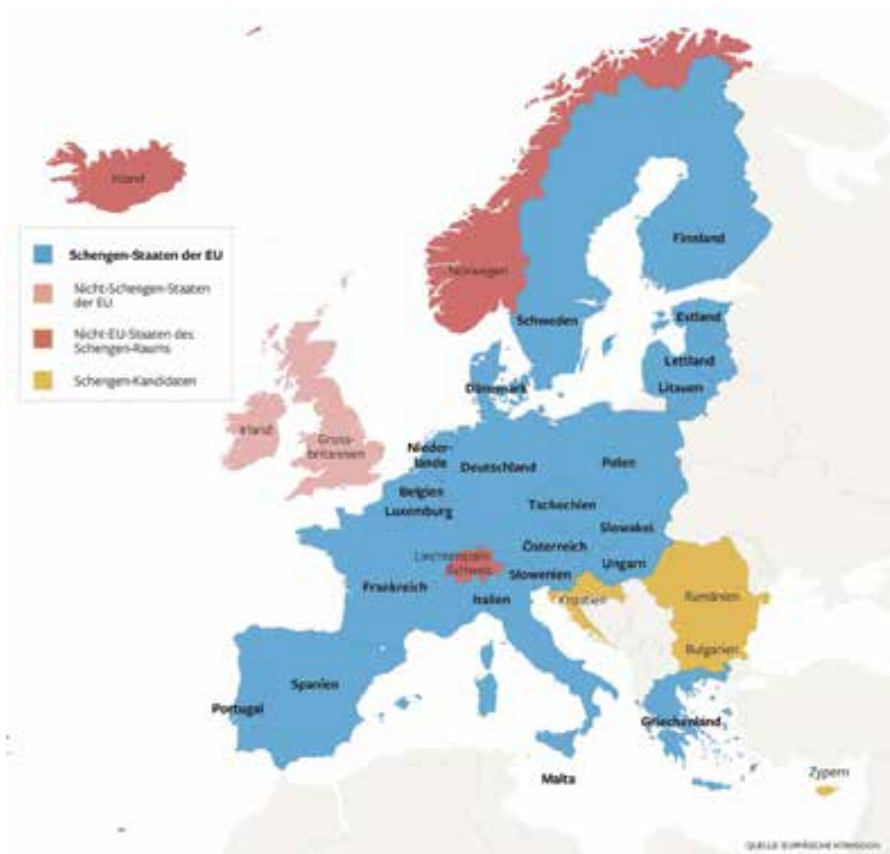 Island
Schengen-Staaten der EU
Nicht-Schengen-Staaten
der EU
Nicht-EU-Staaten des
Schengen-Raums
Schengen-Kandidaten
Norwegen
Finnland
Schweden
Estland
Lettland
Litauen
Dänemark
Irland
Gross-
britannien
Nieder-
lande
Deutschland
Polen
Belgien
Luxemburg
Tschechien
Slowakei
Österreich
Liechtenstein
Schweiz
Ungarn
Slowenien
Frankreich
Italien
Kroatien
Rumänien
Bulgarien
Spanien
Portugal
Griechenland
Malta
Zypern
QUELLE